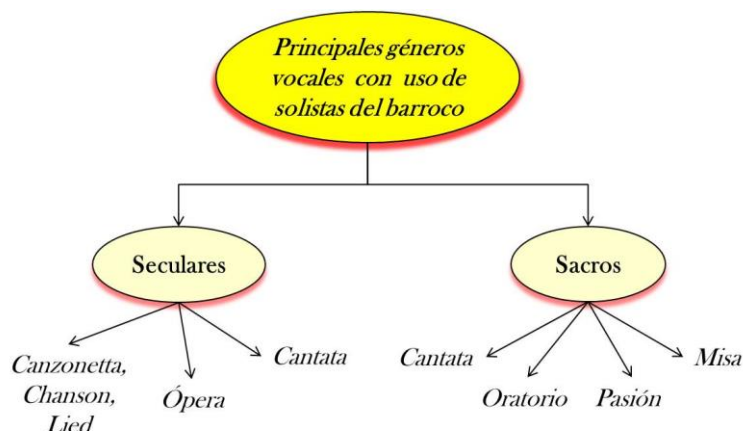 Principales géneros
vocales con uso de
solistas del barroco
Seculares
Sacros
Canzonetta,
Chanson,
Lied
Ópera
Cantata
Cantata
Oratorio
Pasión
Misa